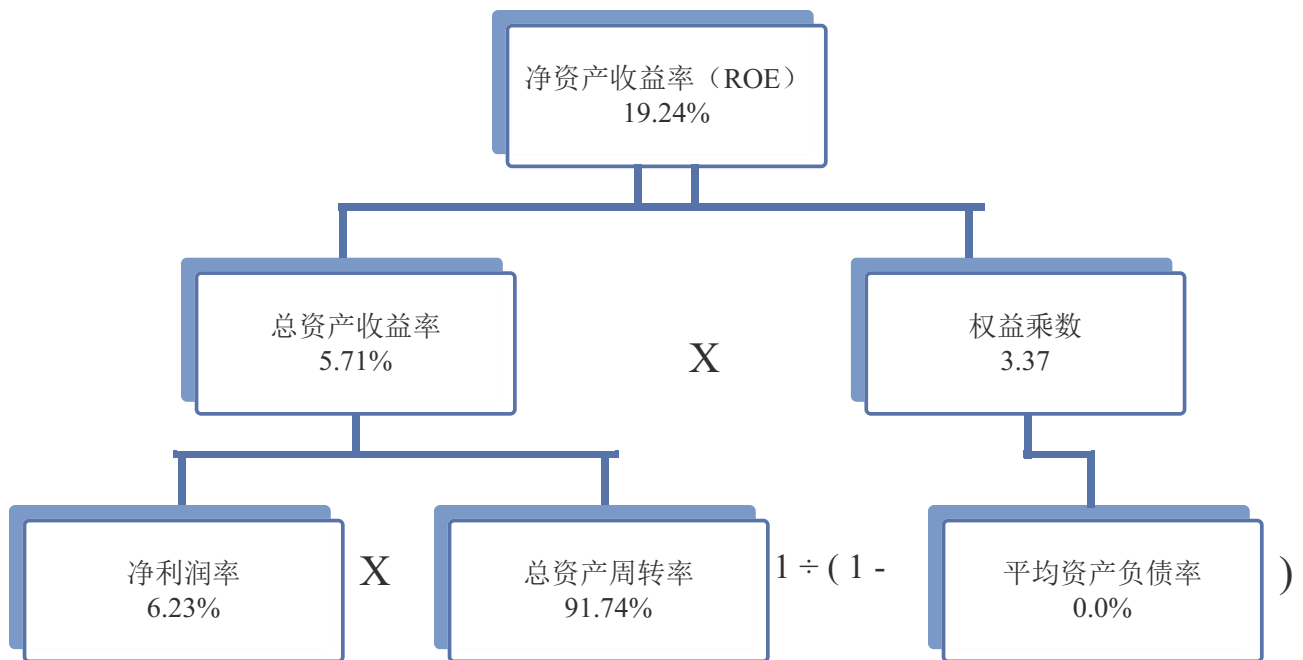 净资产收益率（ROE）
19.24%
总资产收益率
5.71%
X
权益乘数
3.37
净利润率
6.23%
X
总资产周转率
91.74%
1 ÷ ( 1 -
平均资产负债率
0.0%
)